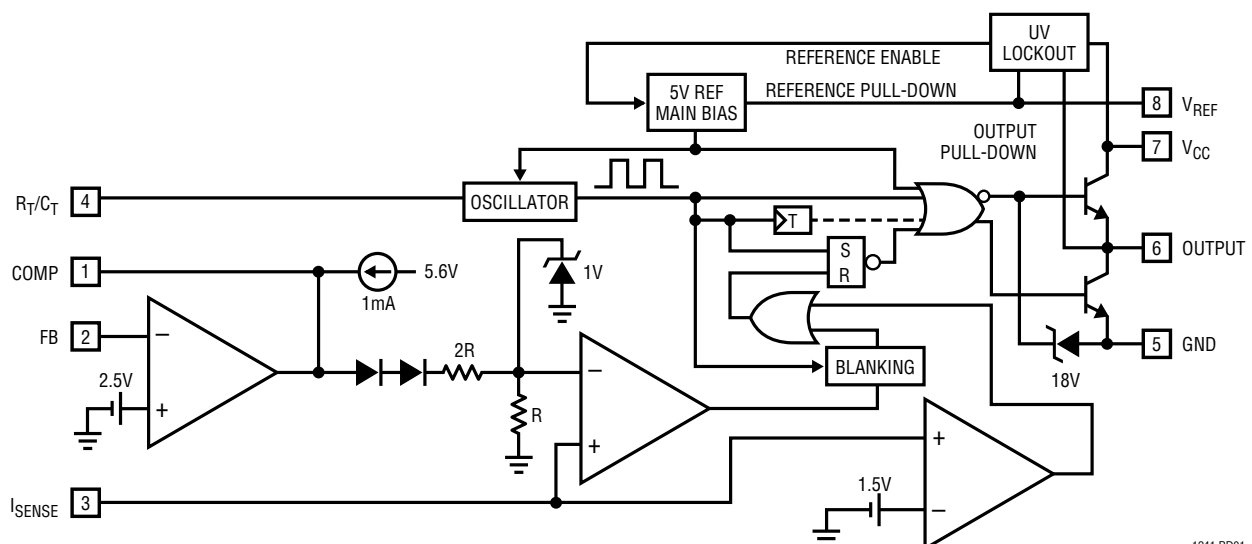 UV
LOCKOUT
REFERENCE ENABLE
5V REF
MAIN BIAS
REFERENCE PULL-DOWN
8 VREF
OUTPUT
PULL-DOWN
7 VCC
RT/CT 4
OSCILLATOR
T
S
R
6 OUTPUT
COMP 1
5.6V
1mA
1V
FB 2
–
2R
–
BLANKING
18V
5 GND
2.5V
+
R
+
+
ISENSE 3
1.5V
–